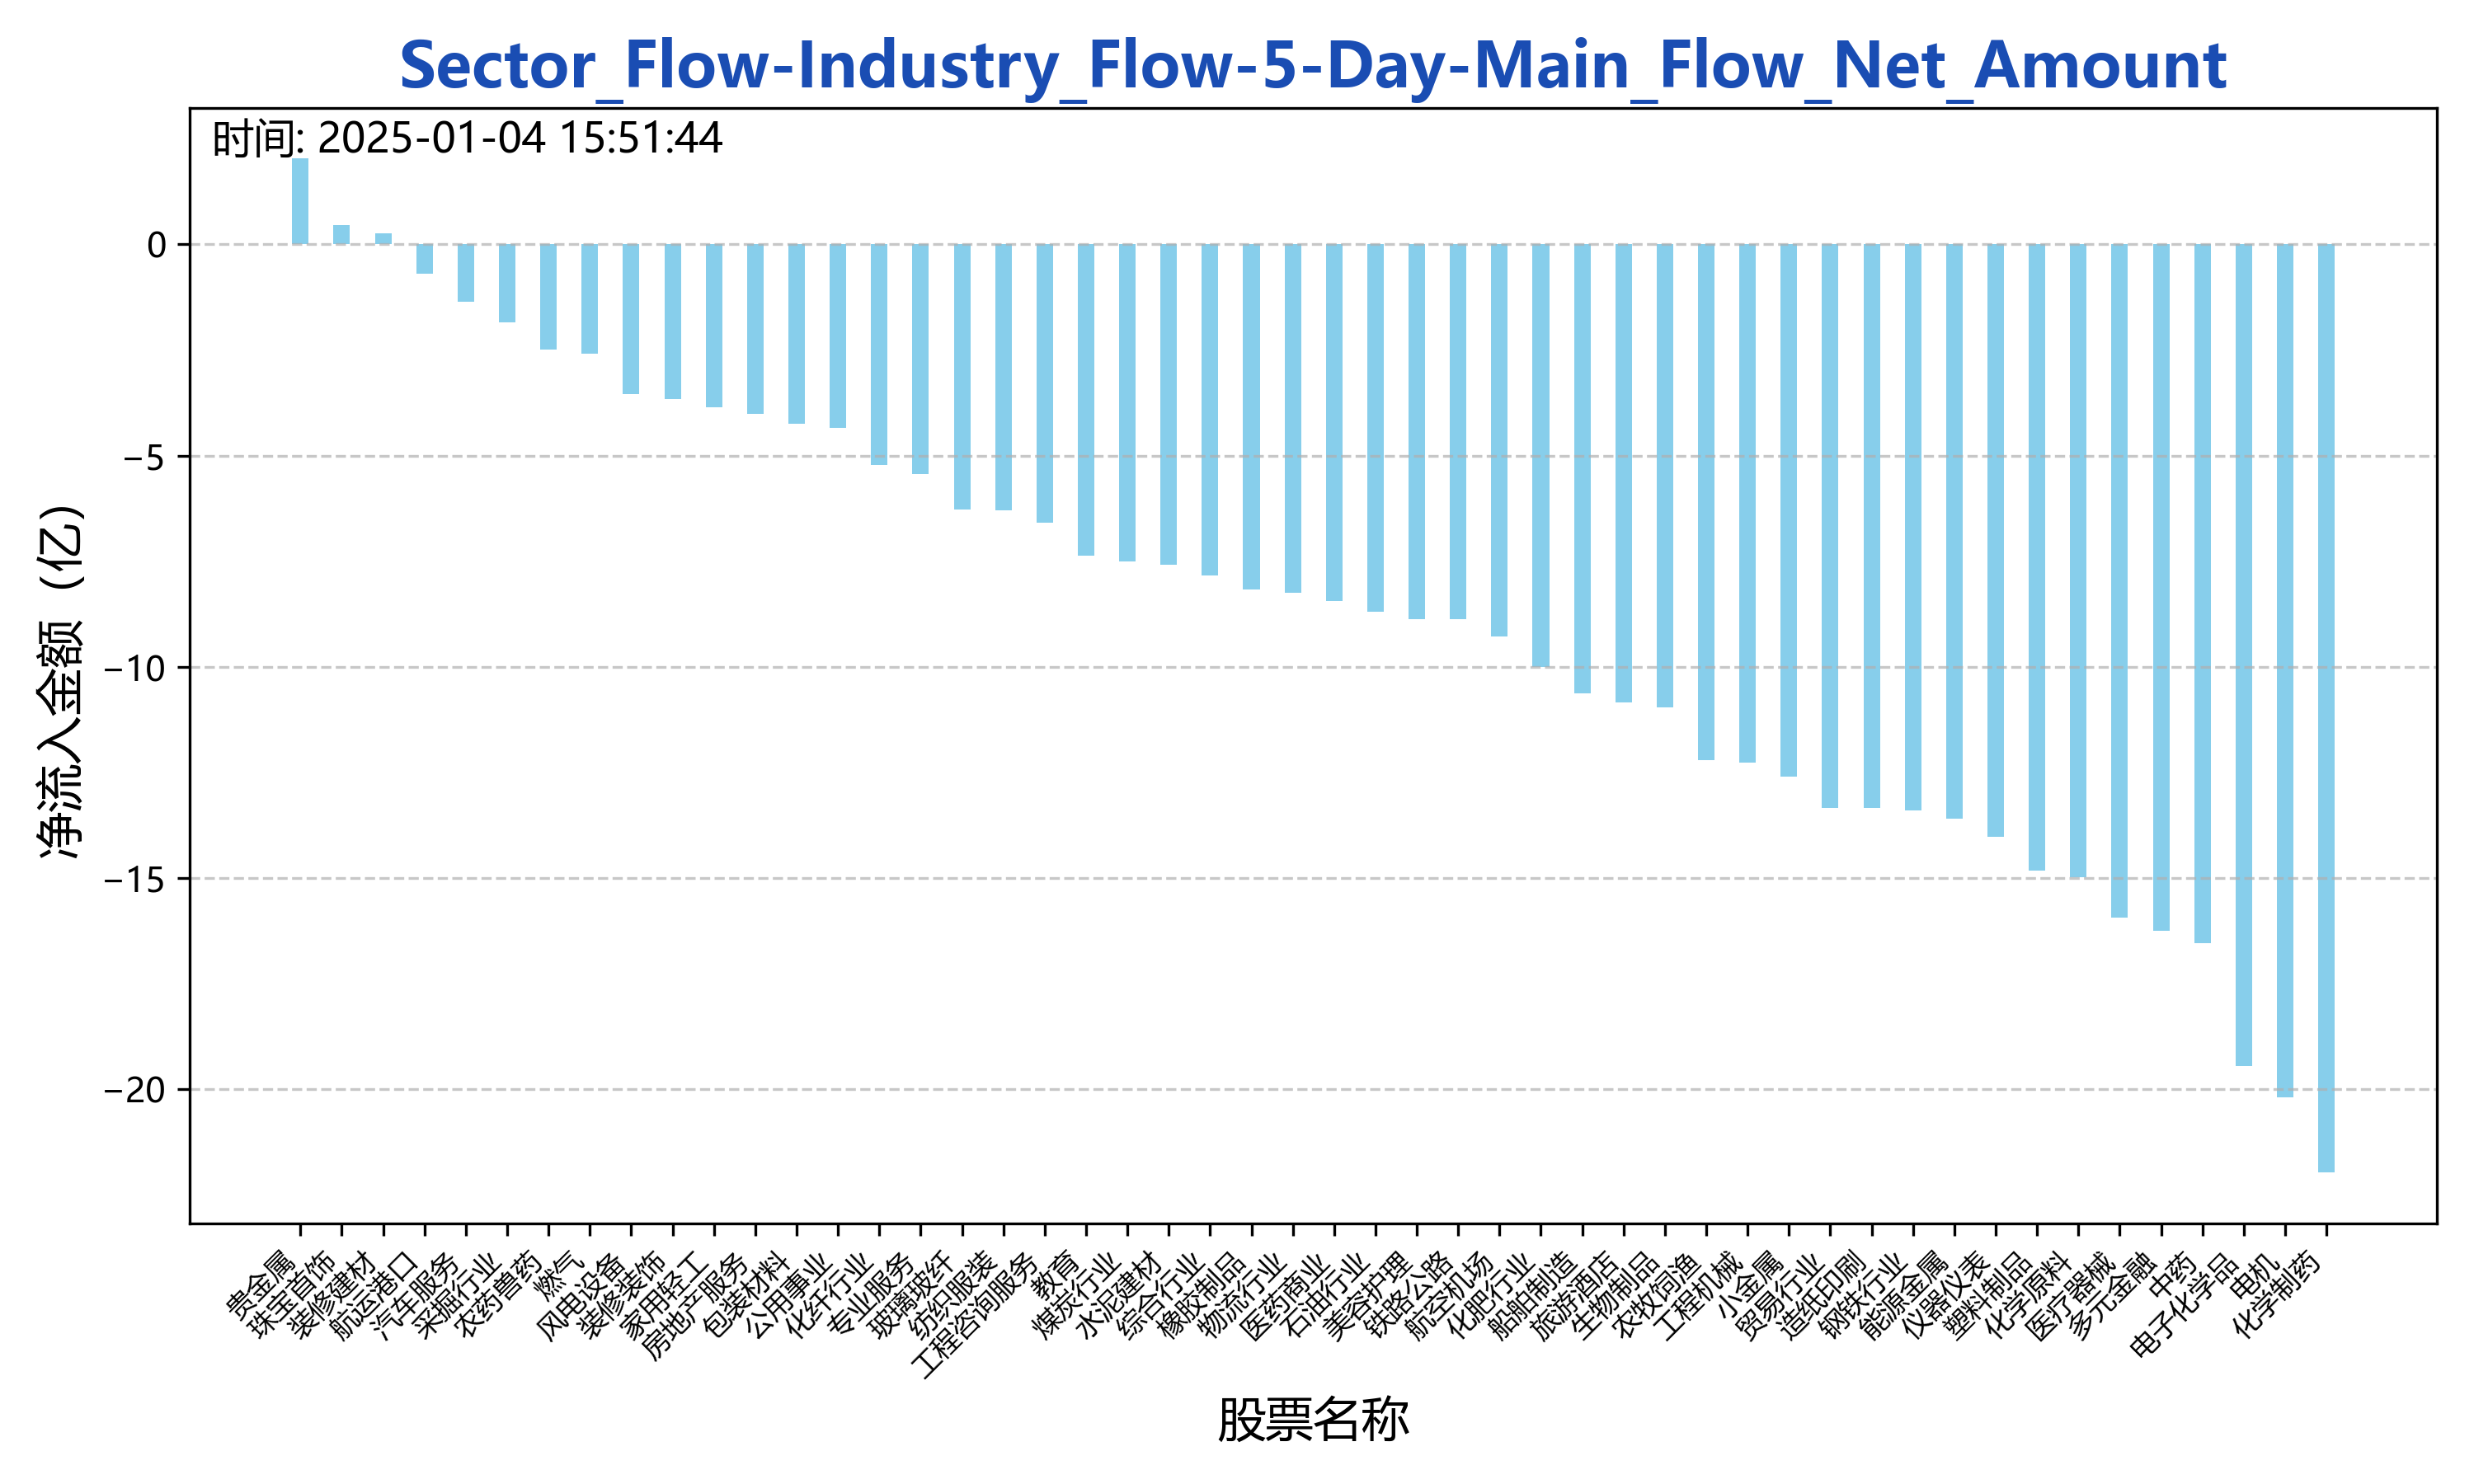 Sector_Flow-Industry_Flow-5-Day-Main_Flow_Net_Amount
时间: 2025-01-04 15:51:44
净流入金额 (亿)
0
−5
−10
−15
−20
贵金属
珠宝首饰
装修建材
航运港口
汽车服务
采掘行业
农药兽药
燃气
风电设备
装修装饰
家用轻工
房地产服务
包装材料
公用事业
化纤行业
专业服务
玻璃玻纤
纺织服装
工程咨询服务
教育
煤炭行业
水泥建材
综合行业
橡胶制品
物流行业
医药商业
石油行业
美容护理
铁路公路
航空机场
化肥行业
船舶制造
旅游酒店
生物制品
农牧饲渔
工程机械
小金属
贸易行业
造纸印刷
钢铁行业
能源金属
仪器仪表
塑料制品
化学原料
医疗器械
多元金融
中药
电子化学品
电机
化学制药
股票名称